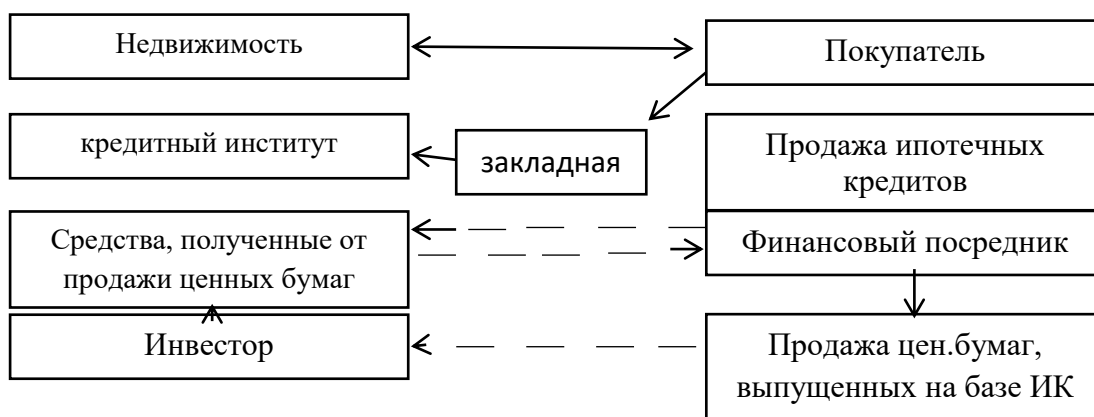 Недвижимость
Покупатель
кредитный институт
закладная
Продажа ипотечных
кредитов
Средства, полученные от
продажи ценных бумаг
Финансовый посредник
Инвестор
Продажа цен.бумаг,
выпущенных на базе ИК